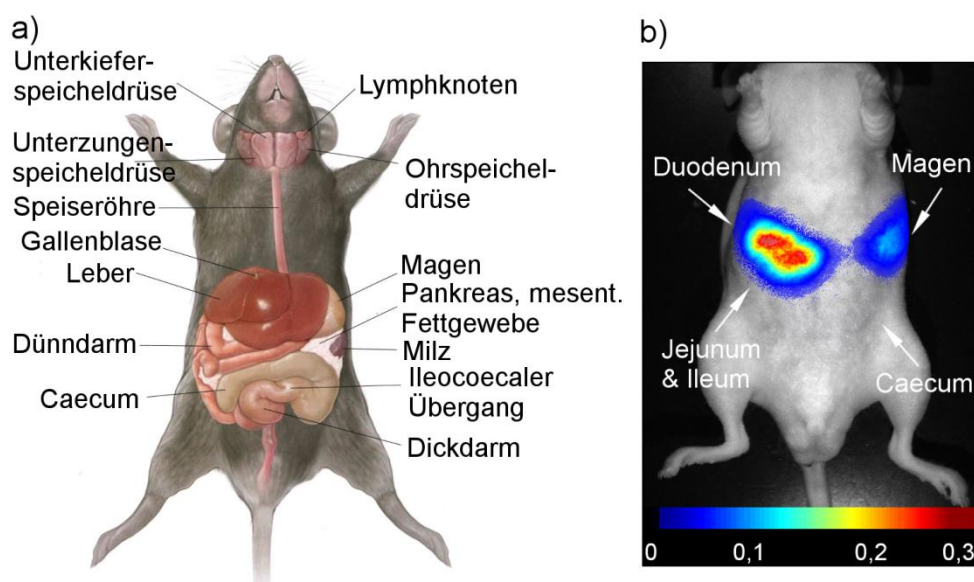 a)
Unterkiefer-
speicheldrüse
Unterzungen-
speicheldrüse
Speiseröhre
Gallenblase
Leber
Dünndarm
Caecum
Lymphknoten
Ohrspeichel-
drüse
Magen
Pankreas, mesent.
Fettgewebe
Milz
Ileocoecaler
Übergang
Dickdarm
b)
Duodenum
Magen
Jejunum
& Ileum
Caecum
0 0,1 0,2 0,3